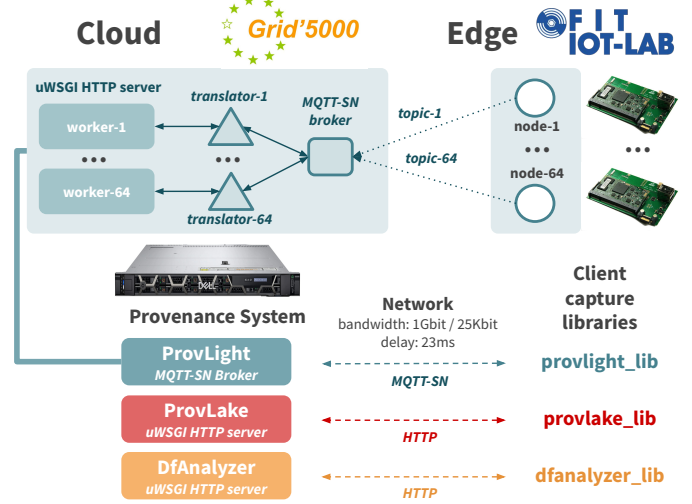 Cloud
Grid'5000
Edge
FIT
IOT-LAB
uWSGI HTTP server
translator-1
MQTT-SN
broker
worker-1
topic-1
node-1
•••
•••
•••
•••
topic-64
node-64
worker-64
translator-64
DELL
Provenance System
Network
bandwidth: 1Gbit / 25Kbit
delay: 23ms
Client
capture
libraries
ProvLight
MQTT-SN Broker
MQTT-SN
provlight_lib
ProvLake
uWSGI HTTP server
HTTP
provlake_lib
DfAnalyzer
uWSGI HTTP server
HTTP
dfanalyzer_lib